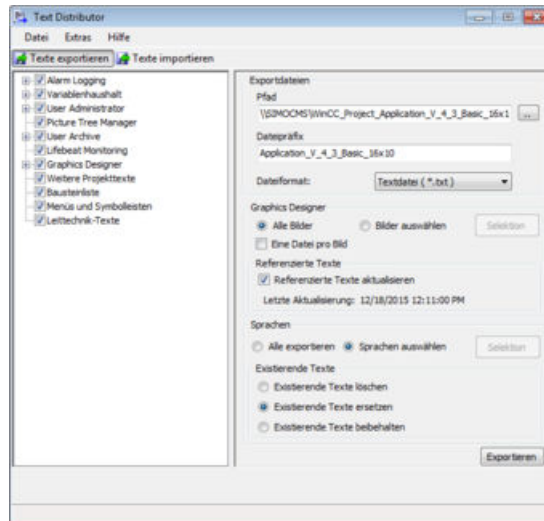 Text Distributor
Datei Extras Hilfe
Texte exportieren Texte importieren
Alarm Logging
Variablenhaushalt
User Administrator
Picture Tree Manager
User Archive
Lifebeat Monitoring
Graphics Designer
Weitere Projekttexte
Bausteinliste
Menüs und Symbolleisten
Leittechnik-Texte
Exportdateien
Pfad
\\SIMOCMS\WinCC_Project_Application_V_4_3_Basic_16x1 ...
Dateipräfix
Application_V_4_3_Basic_16x10
Dateiformat: Textdatei ( *.txt )
Graphics Designer
Alle Bilder Bilder auswählen Selektion
Eine Datei pro Bild
Referenzierte Texte
Referenzierte Texte aktualisieren
Letzte Aktualisierung: 12/18/2015 12:11:00 PM
Sprachen
Alle exportieren Sprachen auswählen Selektion
Existierende Texte
Existierende Texte löschen
Existierende Texte ersetzen
Existierende Texte beibehalten
Exportieren